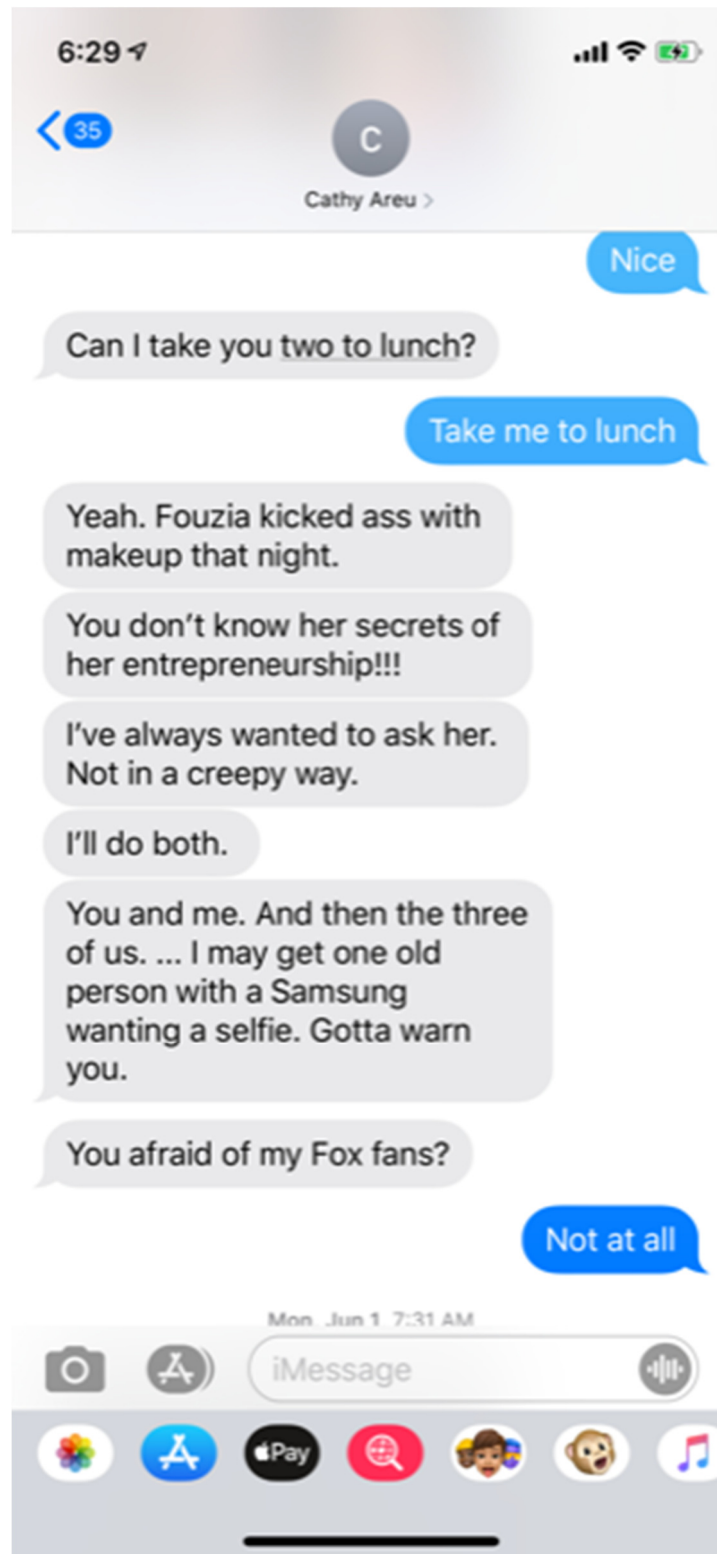 6:29
35
C
Cathy Areu
Nice
Can I take you two to lunch?
Take me to lunch
Yeah. Fouzia kicked ass with
makeup that night.
You don’t know her secrets of
her entrepreneurship!!!
I’ve always wanted to ask her.
Not in a creepy way.
I’ll do both.
You and me. And then the three
of us. ... I may get one old
person with a Samsung
wanting a selfie. Gotta warn
you.
You afraid of my Fox fans?
Not at all
Mon, Jun 1, 7:31 AM
iMessage
Pay